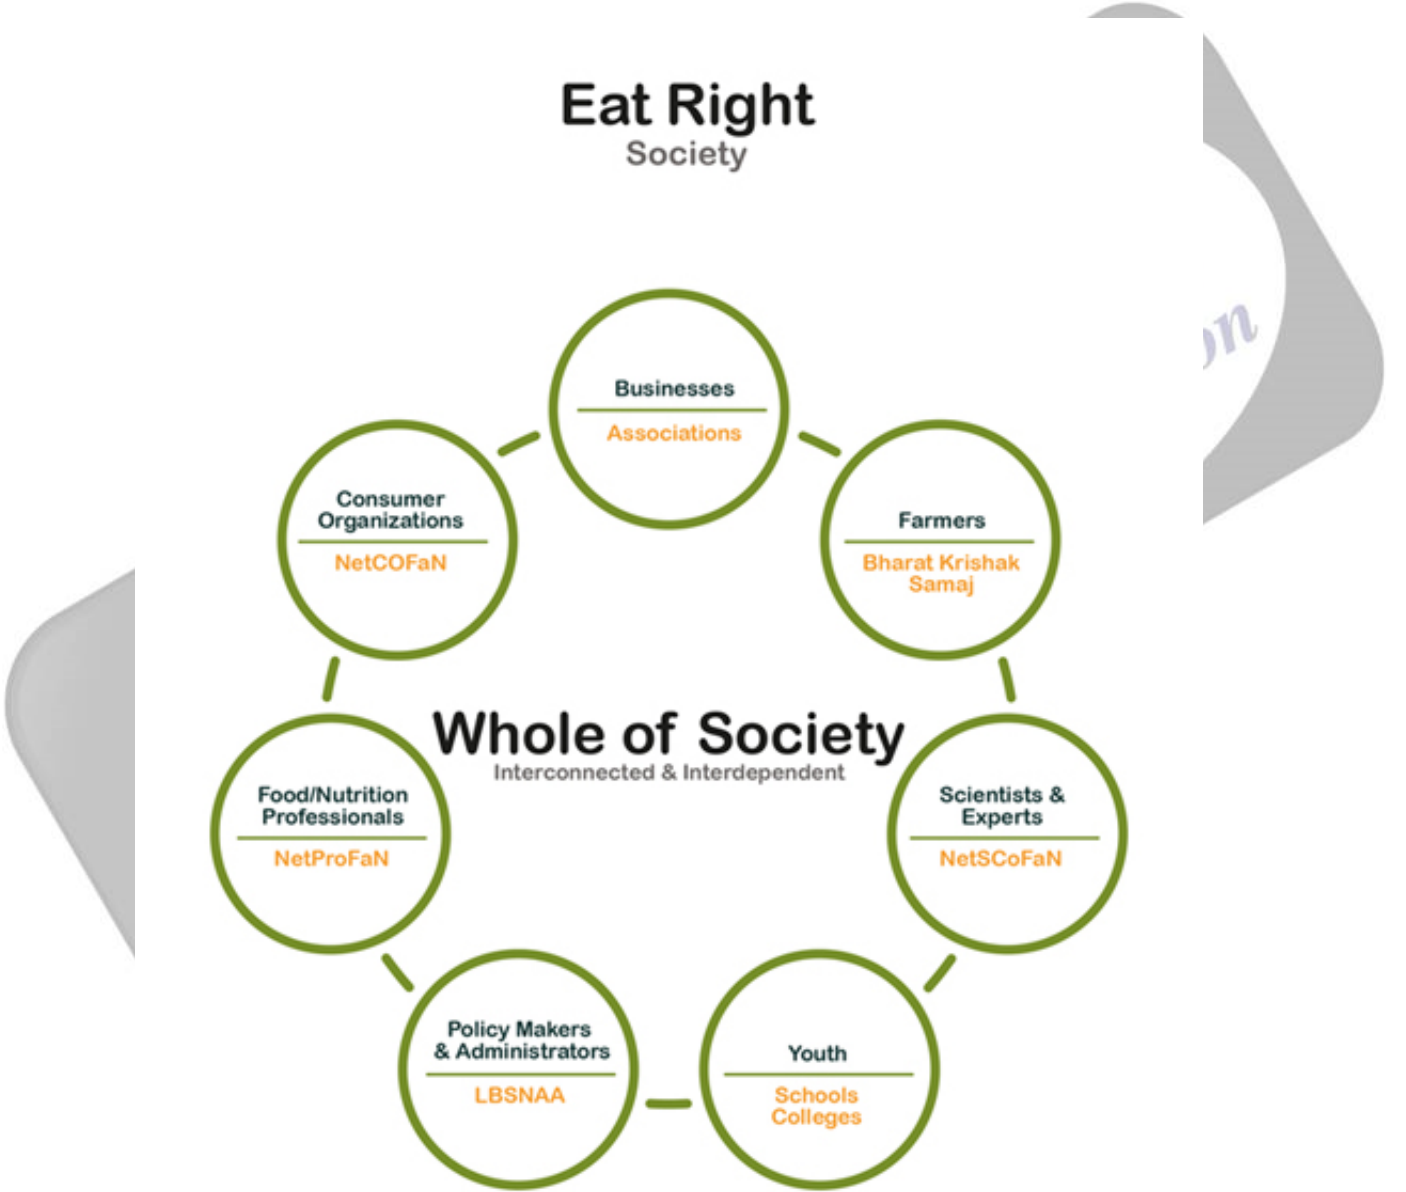 Eat Right
Society
Businesses
Associations
Consumer
Organizations
NetCOFaN
Farmers
Bharat Krishak
Samaj
Whole of Society
Interconnected & Interdependent
Food/Nutrition
Professionals
NetProFaN
Scientists &
Experts
NetSCoFaN
Policy Makers
& Administrators
LBSNAA
Youth
Schools
Colleges